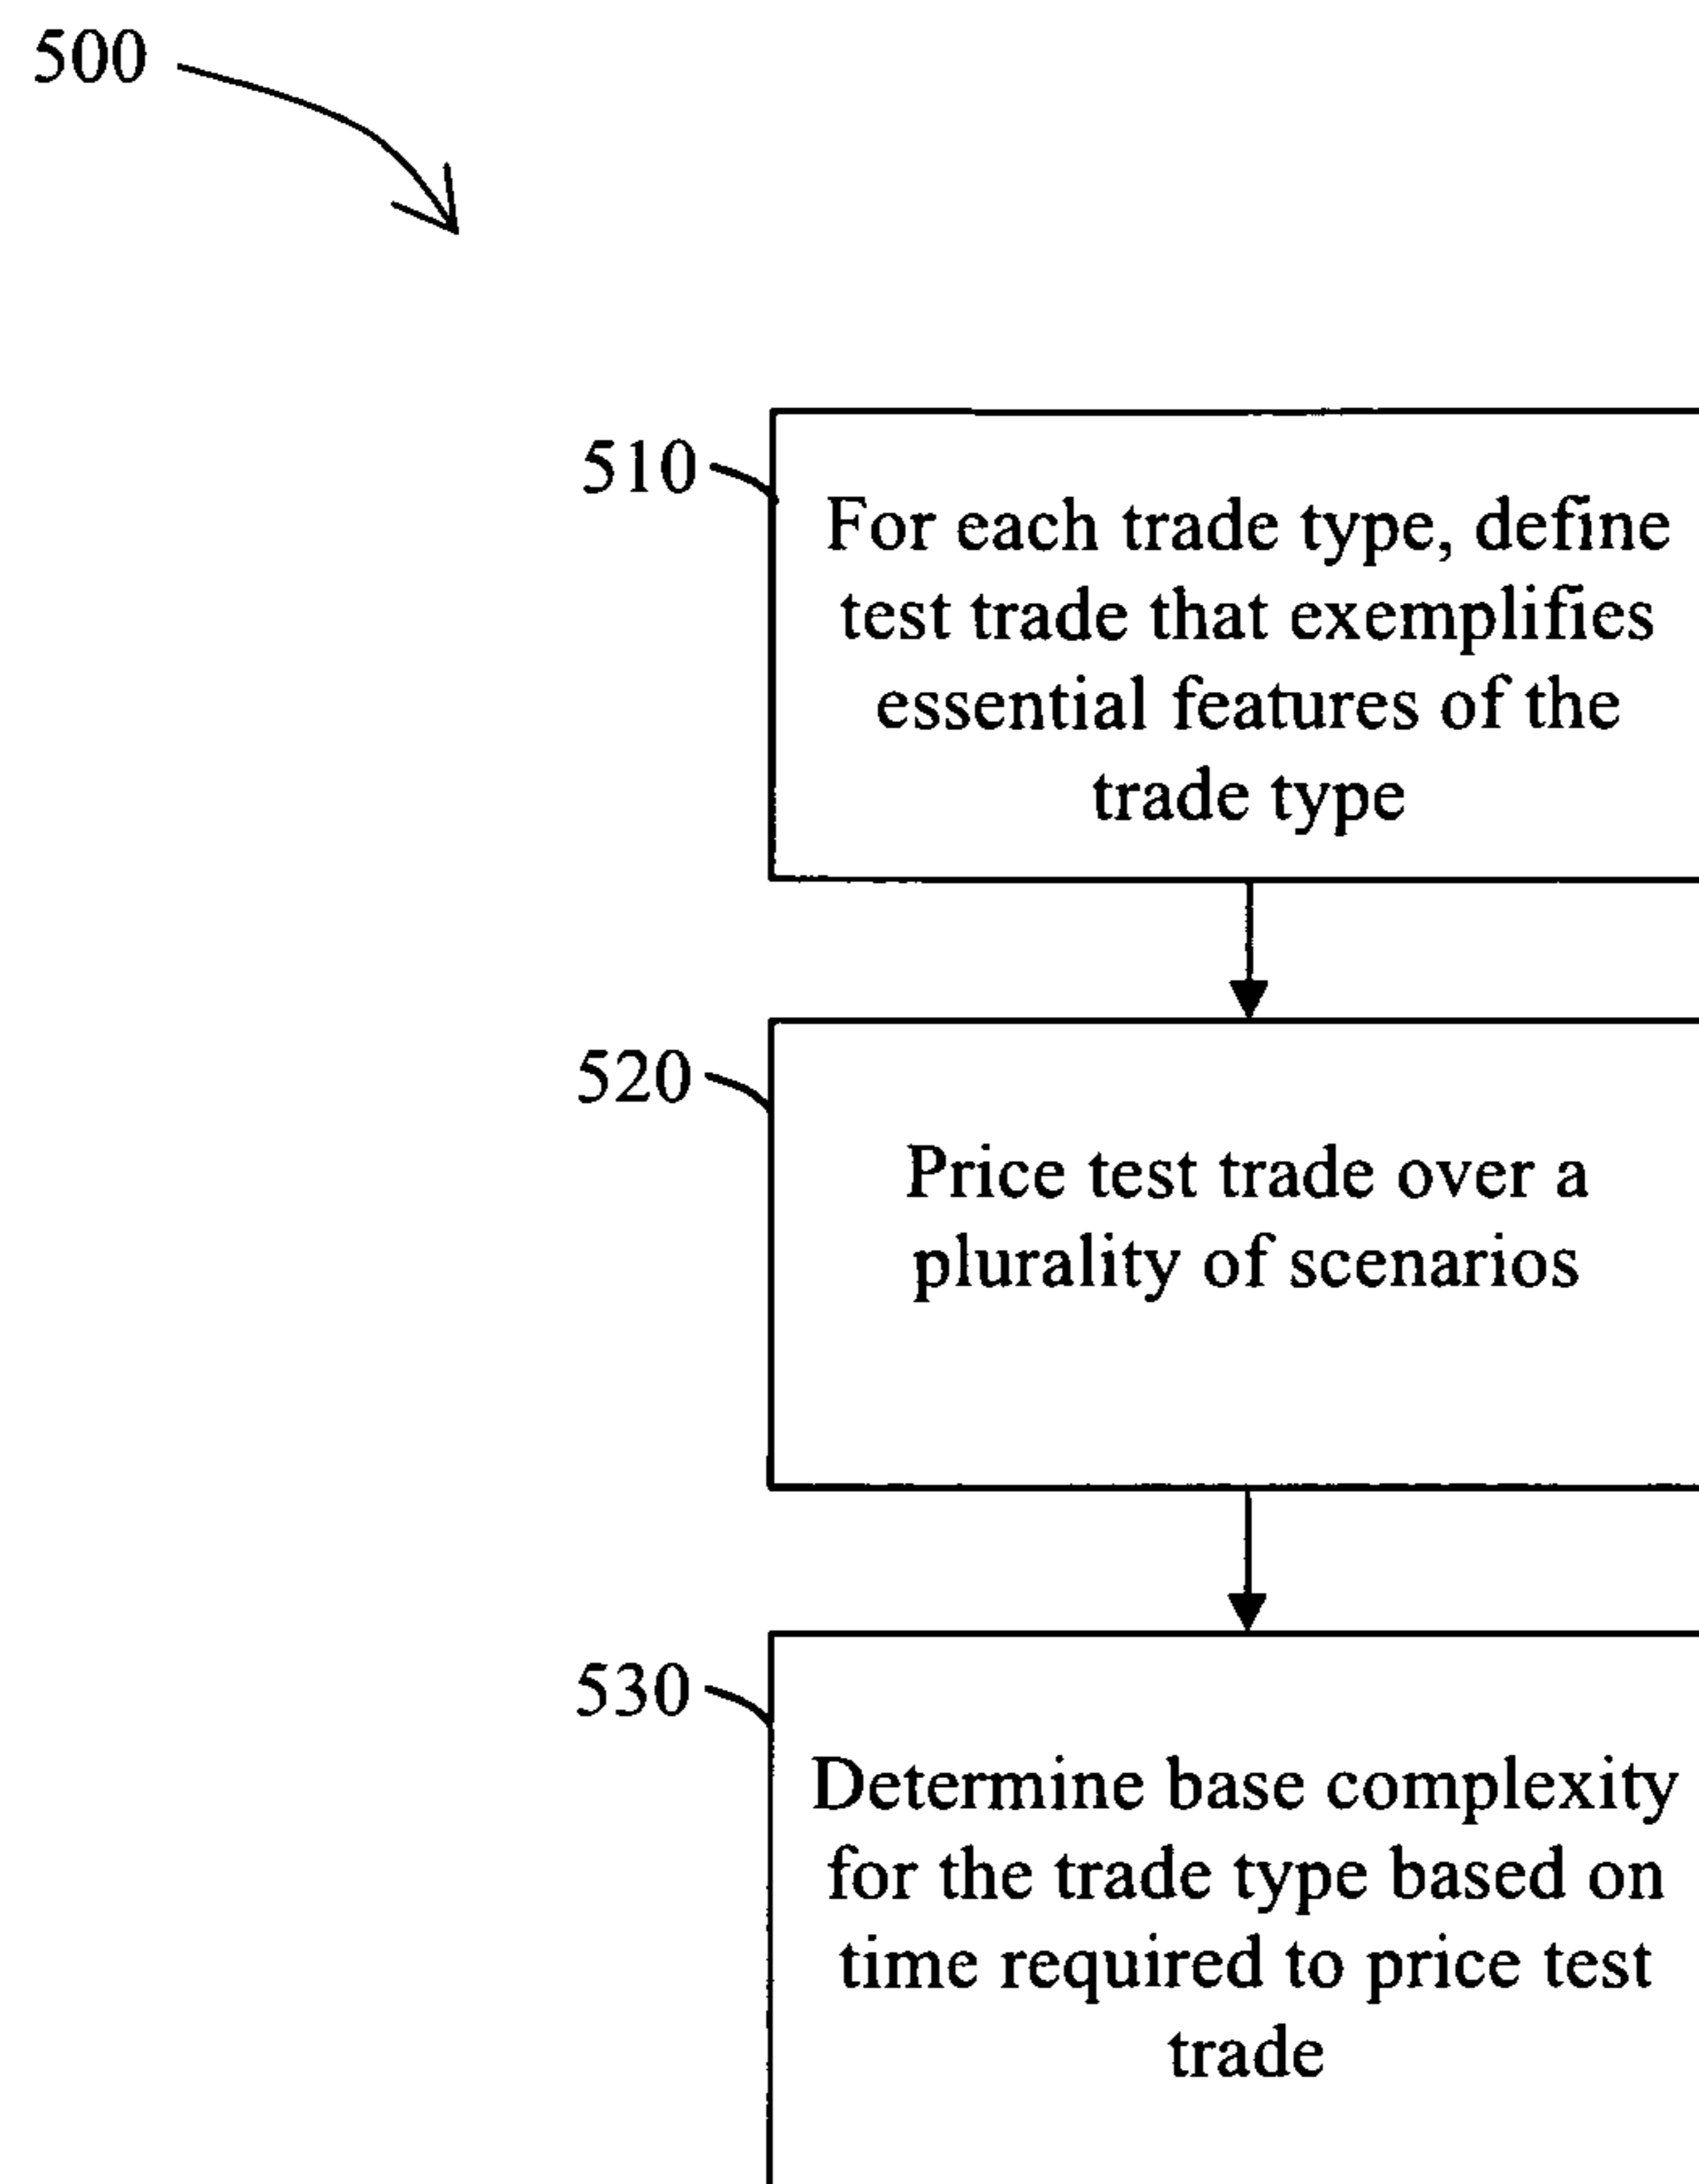 500
510
For each trade type, define
test trade that exemplifies
essential features of the
trade type
520
Price test trade over a
plurality of scenarios
530
Determine base complexity
for the trade type based on
time required to price test
trade